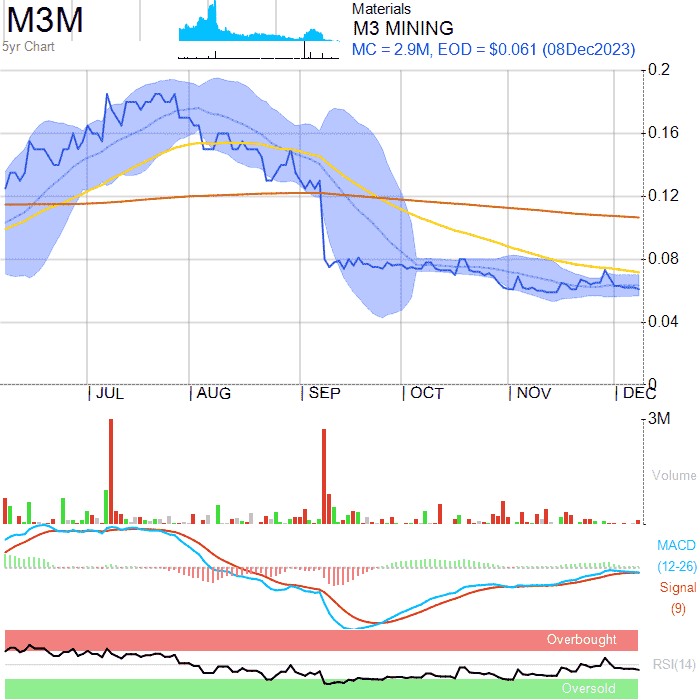 M3M
5yr Chart
Materials
M3 MINING
MC = 2.9M, EOD = $0.061 (08Dec2023)
0.2
0.16
0.12
0.08
0.04
0
JUL AUG SEP OCT NOV DEC
3M
Volume
MACD
(12-26)
Signal
(9)
Overbought
RSI(14)
Oversold